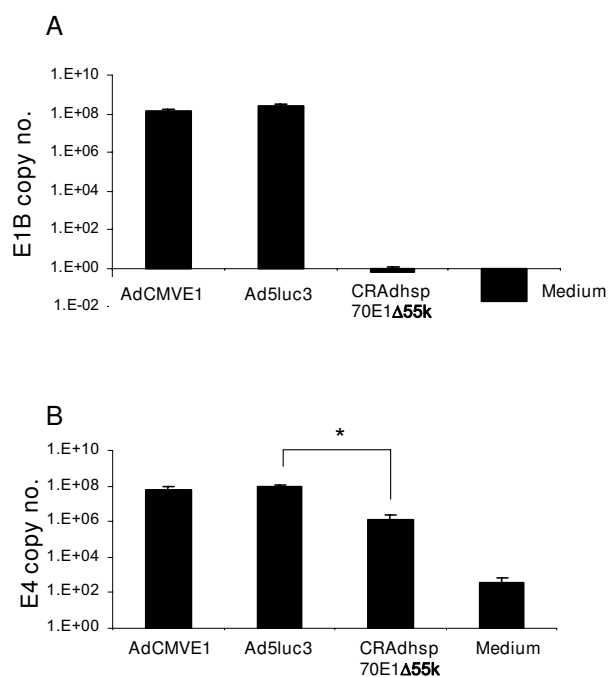 A
1.E+10
1.E+08
1.E+06
1.E+04
1.E+02
1.E+00
1.E-02
E1B copy no.
AdCMVE1
Ad5luc3
CRAdhsp
70E1Δ55k
Medium
B
*
1.E+10
1.E+08
1.E+06
1.E+04
1.E+02
1.E+00
E4 copy no.
AdCMVE1
Ad5luc3
CRAdhsp
70E1Δ55k
Medium